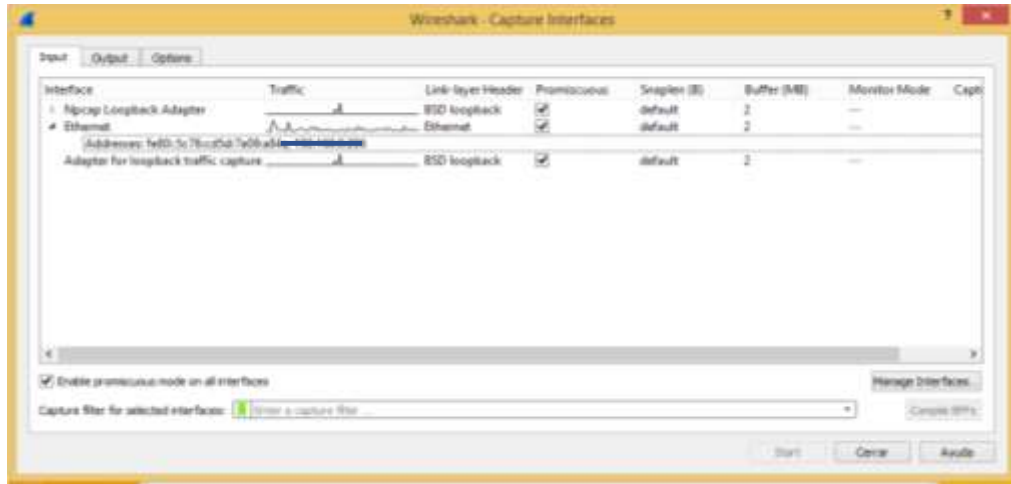 Wireshark - Capture Interfaces
?
Input Output Options
Interface Traffic Link-layer Header Promiscuous Snaplen (B) Buffer (MB) Monitor Mode Capt
Npcap Loopback Adapter BSD loopback default 2 —
Ethernet Ethernet default 2 —
Addresses:
Adapter for loopback traffic capture BSD loopback default 2 —
Enable promiscuous mode on all interfaces Manage Interfaces...
Capture filter for selected interfaces: Enter a capture filter ... Compile BPFs
Start Cerrar Ayuda